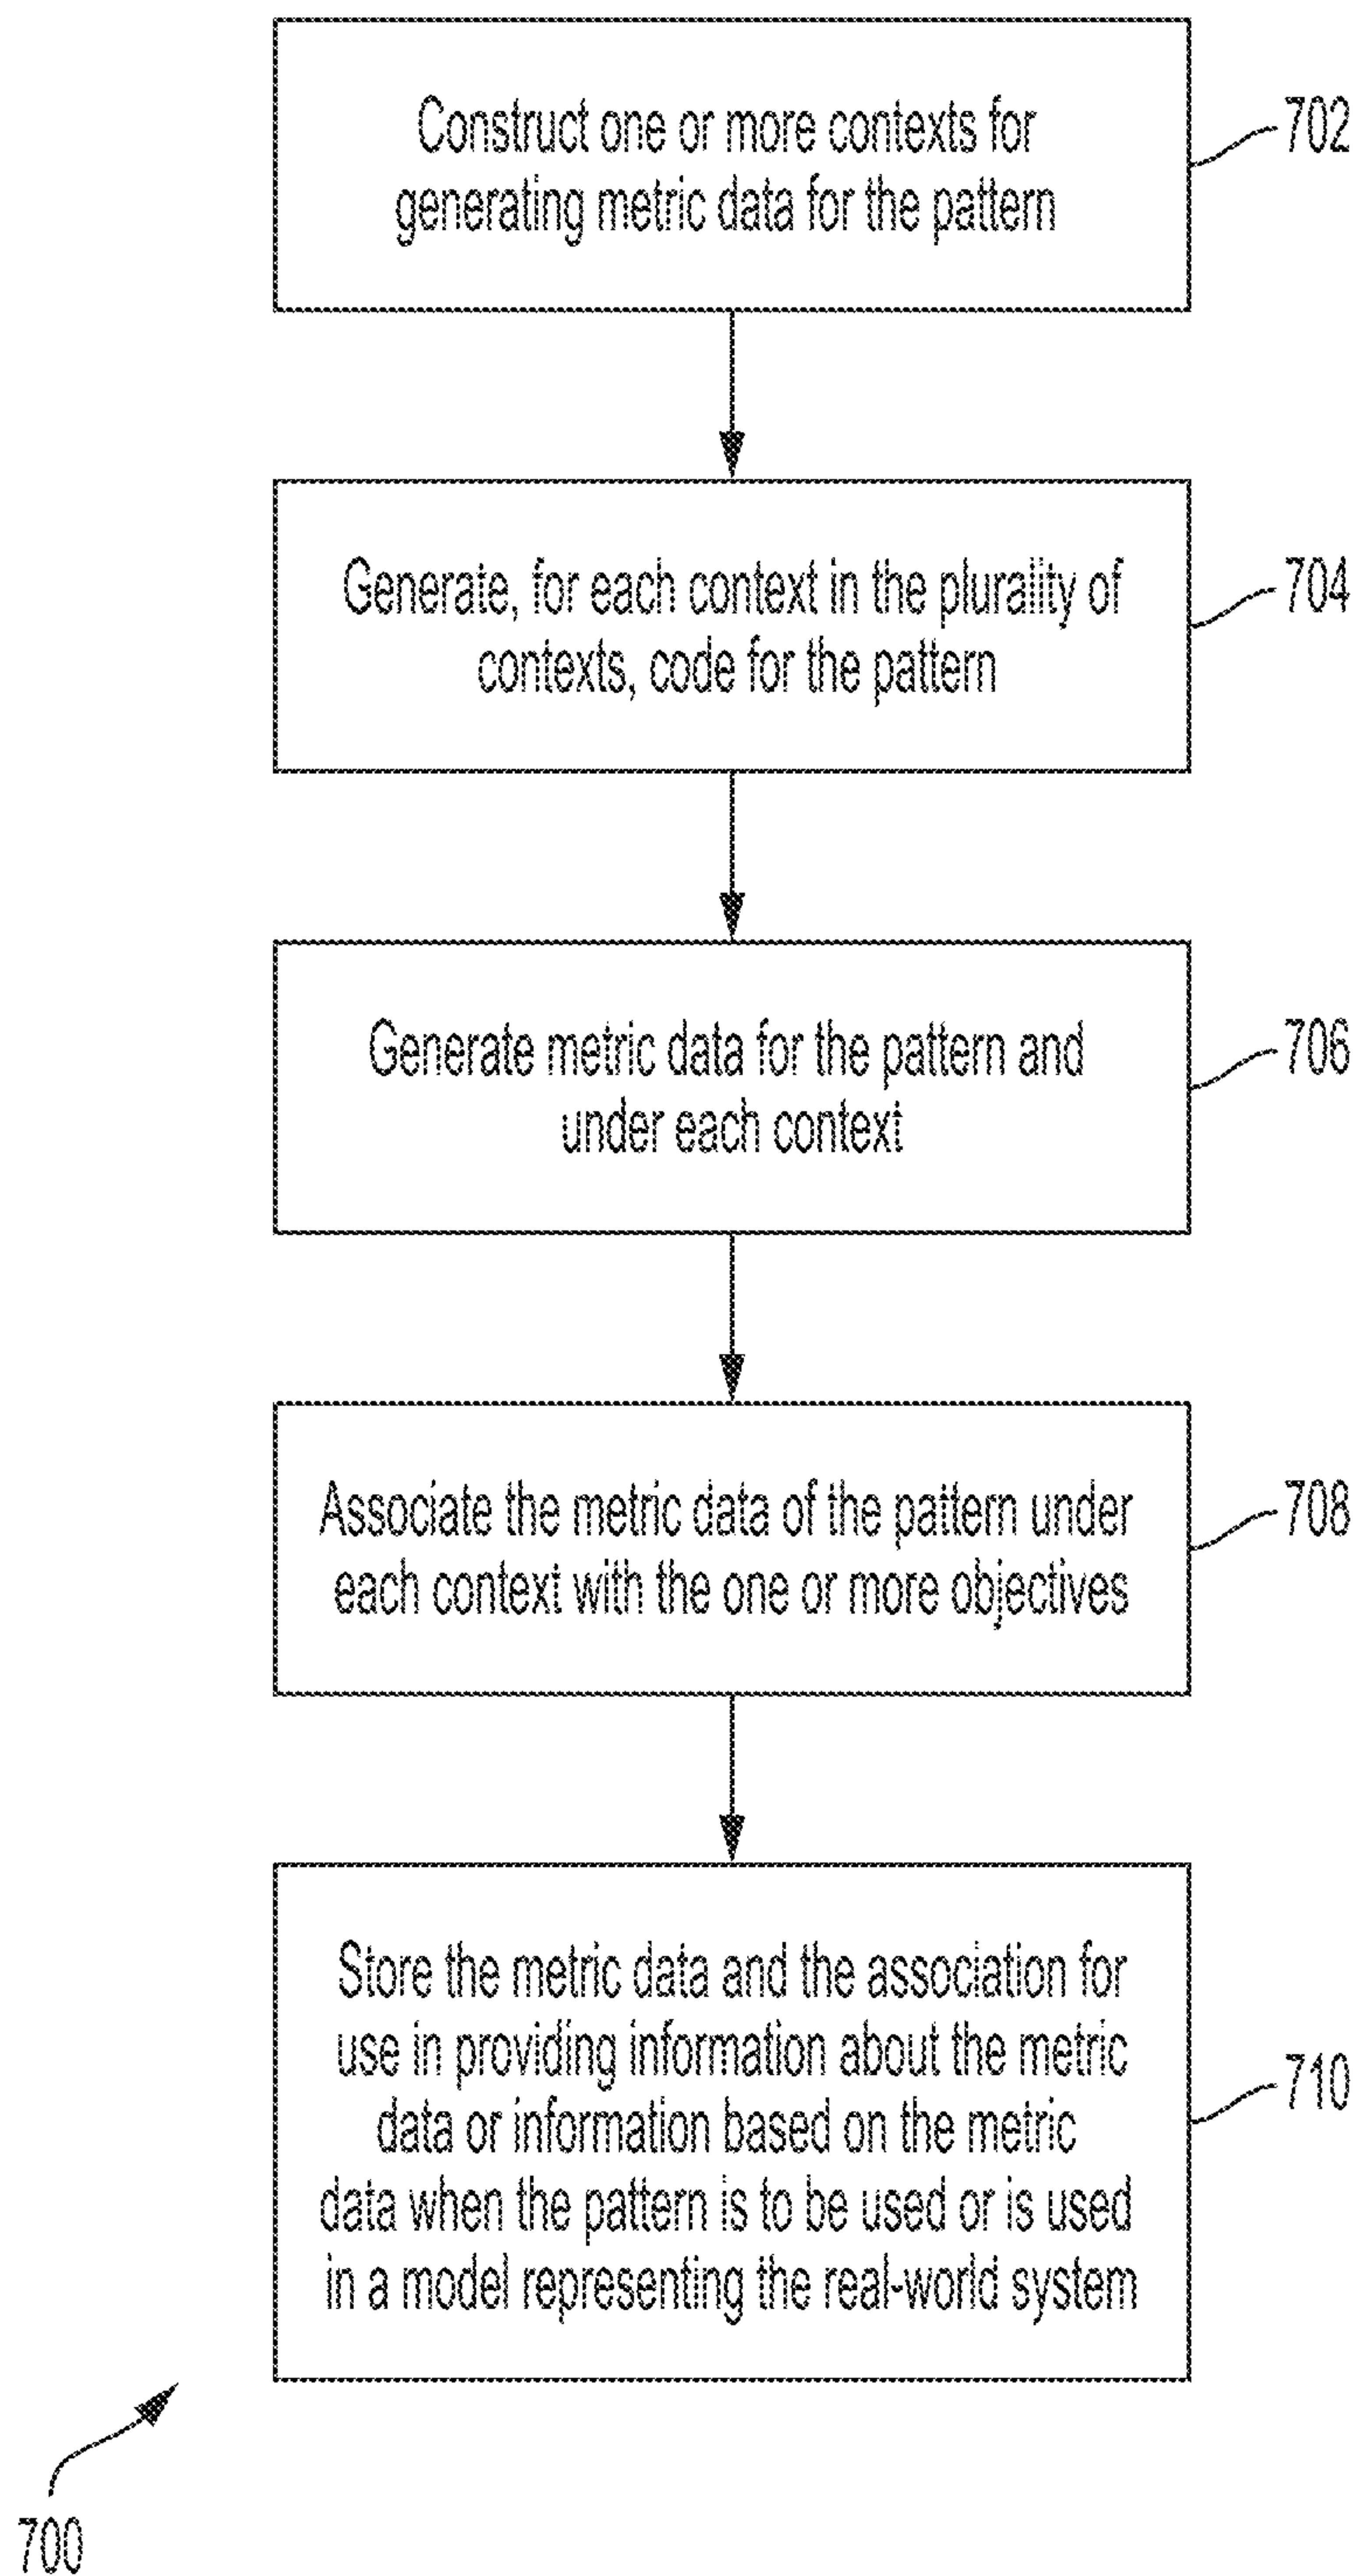 Construct one or more contexts for
generating metric data for the pattern
702
Generate, for each context in the plurality of
contexts, code for the pattern
704
Generate metric data for the pattern and
under each context
706
Associate the metric data of the pattern under
each context with the one or more objectives
708
Store the metric data and the association for
use in providing information about the metric
data or information based on the metric
data when the pattern is to be used or is used
in a model representing the real-world system
710
700